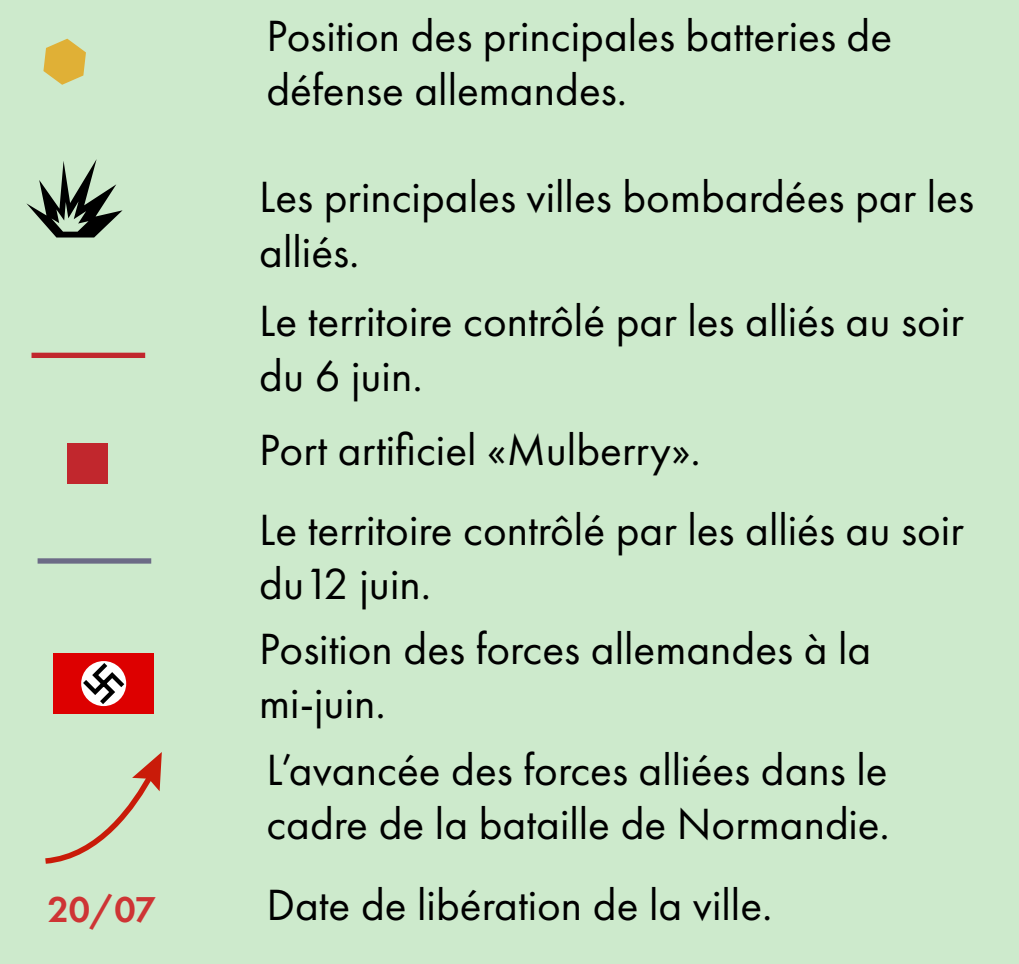 Position des principales batteries de
défense allemandes.
Les principales villes bombardées par les
alliés.
Le territoire contrôlé par les alliés au soir
du 6 juin.
Port artificiel «Mulberry».
Le territoire contrôlé par les alliés au soir
du12 juin.
Position des forces allemandes à la
mi-juin.
L'avancée des forces alliées dans le
cadre de la bataille de Normandie.
20/07 Date de libération de la ville.